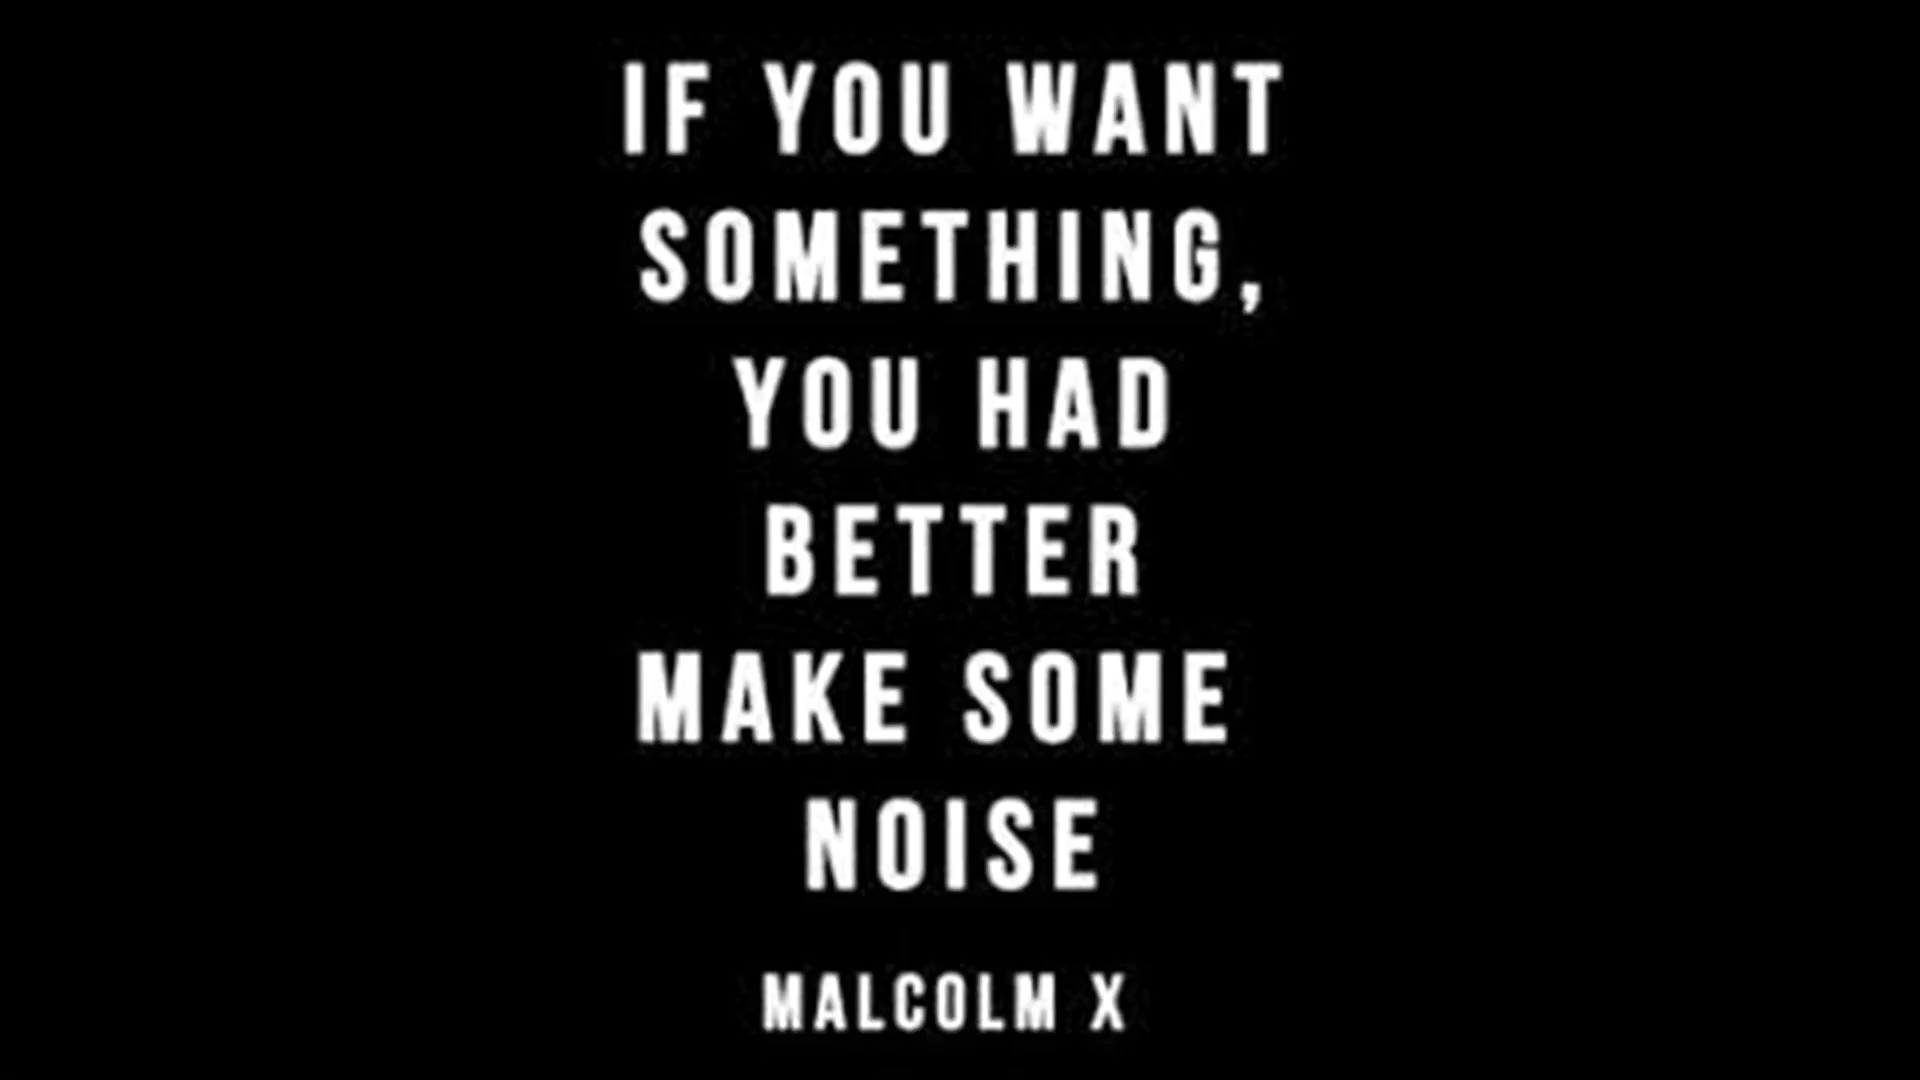 IF YOU WANT
SOMETHING,
YOU HAD
BETTER
MAKE SOME
NOISE
MALCOLM X